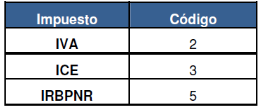 Impuesto Código
IVA 2
ICE 3
IRBPNR 5